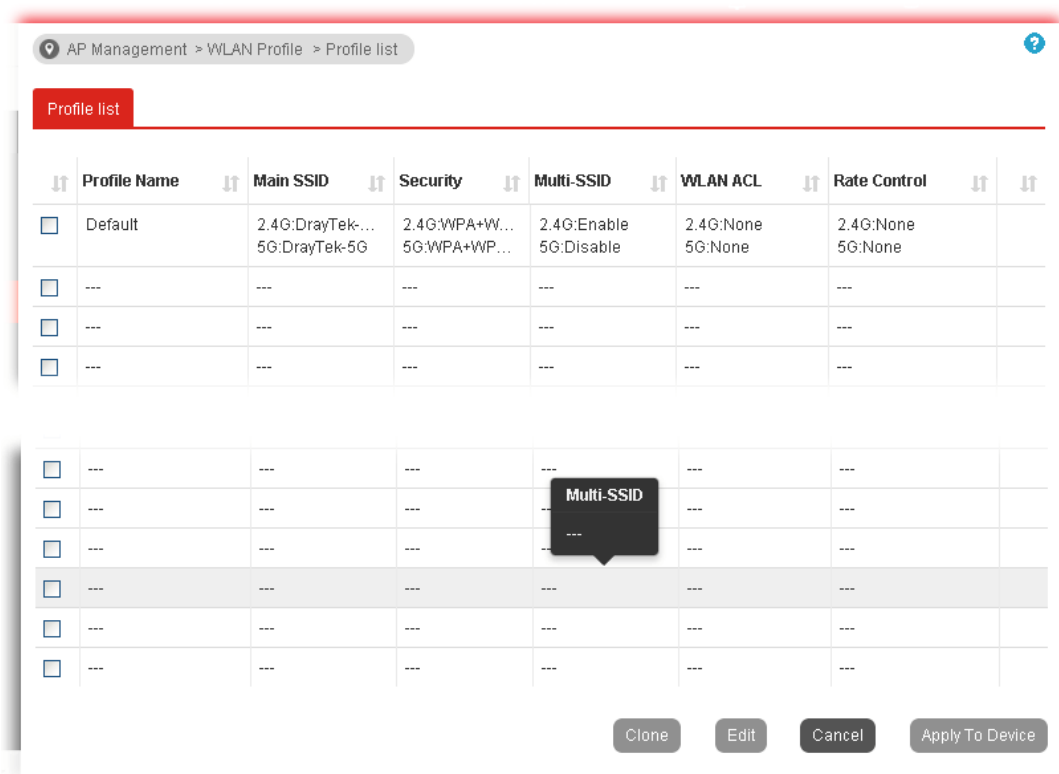 AP Management > WLAN Profile > Profile list
?
Profile list
Profile Name Main SSID Security Multi-SSID WLAN ACL Rate Control
Default 2.4G:DrayTek-... 2.4G:WPA+W... 2.4G:Enable 2.4G:None 2.4G:None
5G:DrayTek-5G 5G:WPA+WP... 5G:Disable 5G:None 5G:None
--- --- --- --- --- ---
--- --- --- --- --- ---
--- --- --- --- --- ---
--- --- --- --- --- ---
Multi-SSID
--- --- --- -- --- ---
---
--- --- --- -- --- ---
--- --- --- --- --- ---
--- --- --- --- --- ---
--- --- --- --- --- ---
Clone Edit Cancel Apply To Device